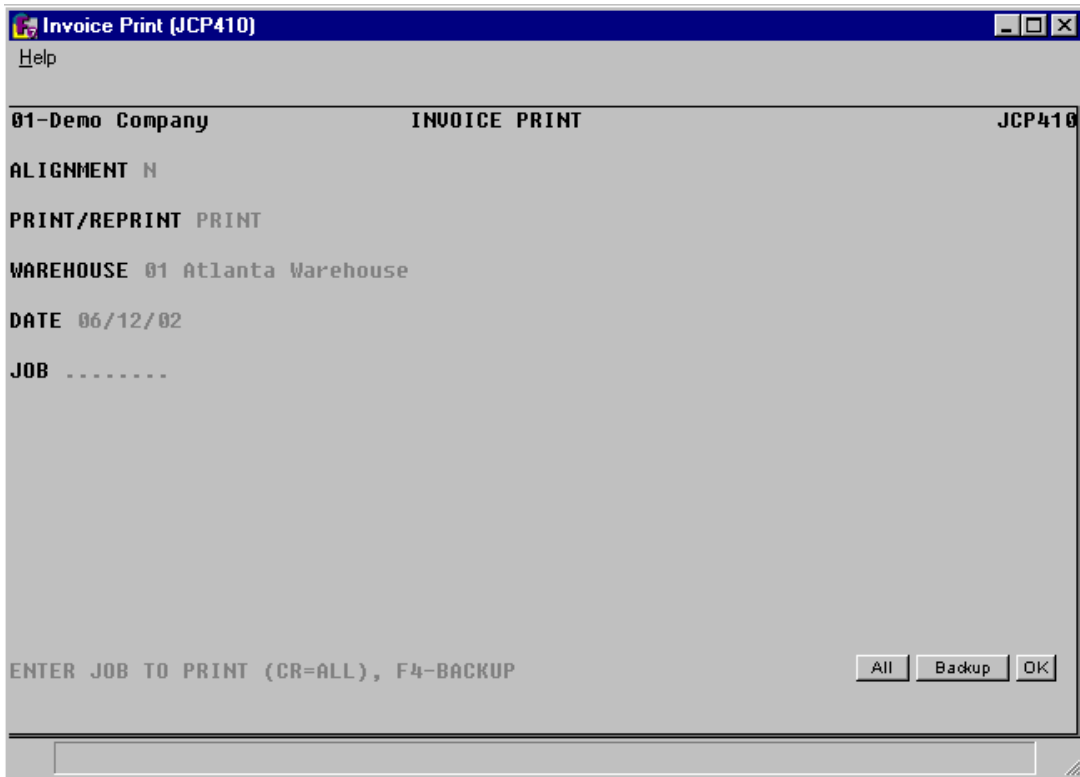 Invoice Print (JCP410)
Help
01-Demo Company INVOICE PRINT JCP410
ALIGNMENT N
PRINT/REPRINT PRINT
WAREHOUSE 01 Atlanta Warehouse
DATE 06/12/02
JOB ........
ENTER JOB TO PRINT (CR=ALL), F4-BACKUP All Backup OK